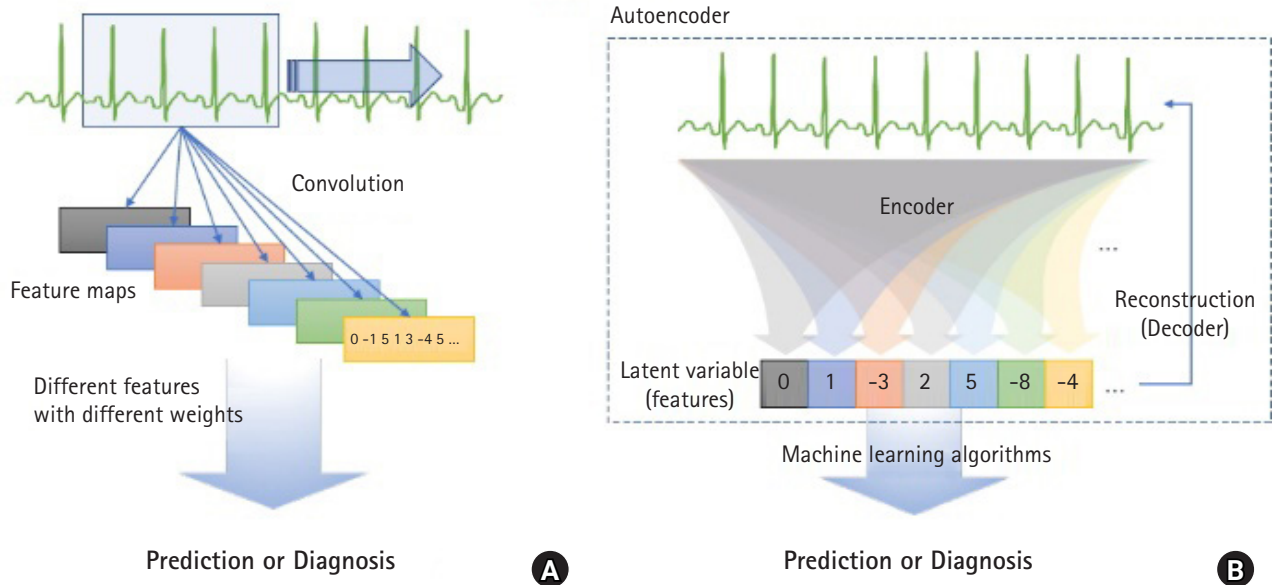 Convolution
Feature maps
0 -1 5 1 3 -4 5 ...
Different features
with different weights
Prediction or Diagnosis
A
Autoencoder
Encoder
...
Reconstruction
(Decoder)
Latent variable
(features)
0 1 -3 2 5 -8 -4 ...
Machine learning algorithms
Prediction or Diagnosis
B